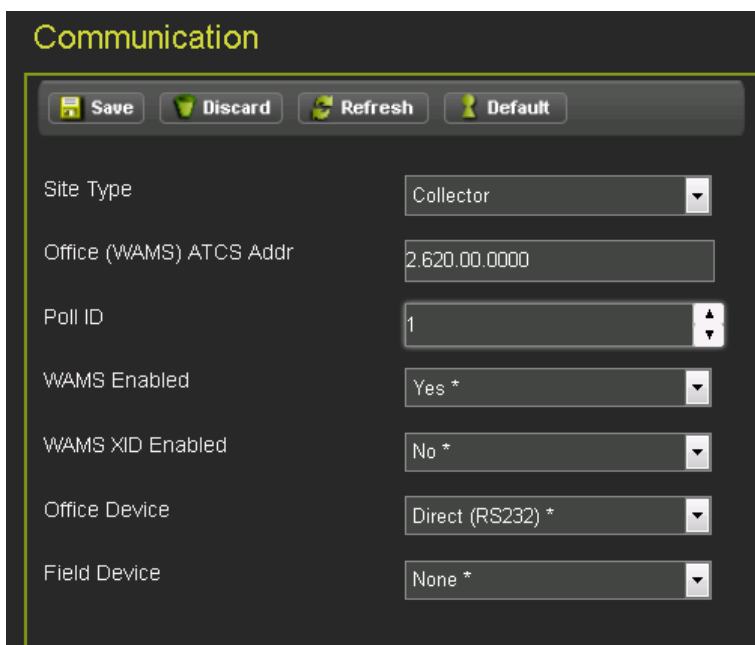 Communication
Save Discard Refresh Default
Site Type Collector
Office (WAMS) ATCS Addr 2.620.00.0000
Poll ID 1
WAMS Enabled Yes *
WAMS XID Enabled No *
Office Device Direct (RS232) *
Field Device None *